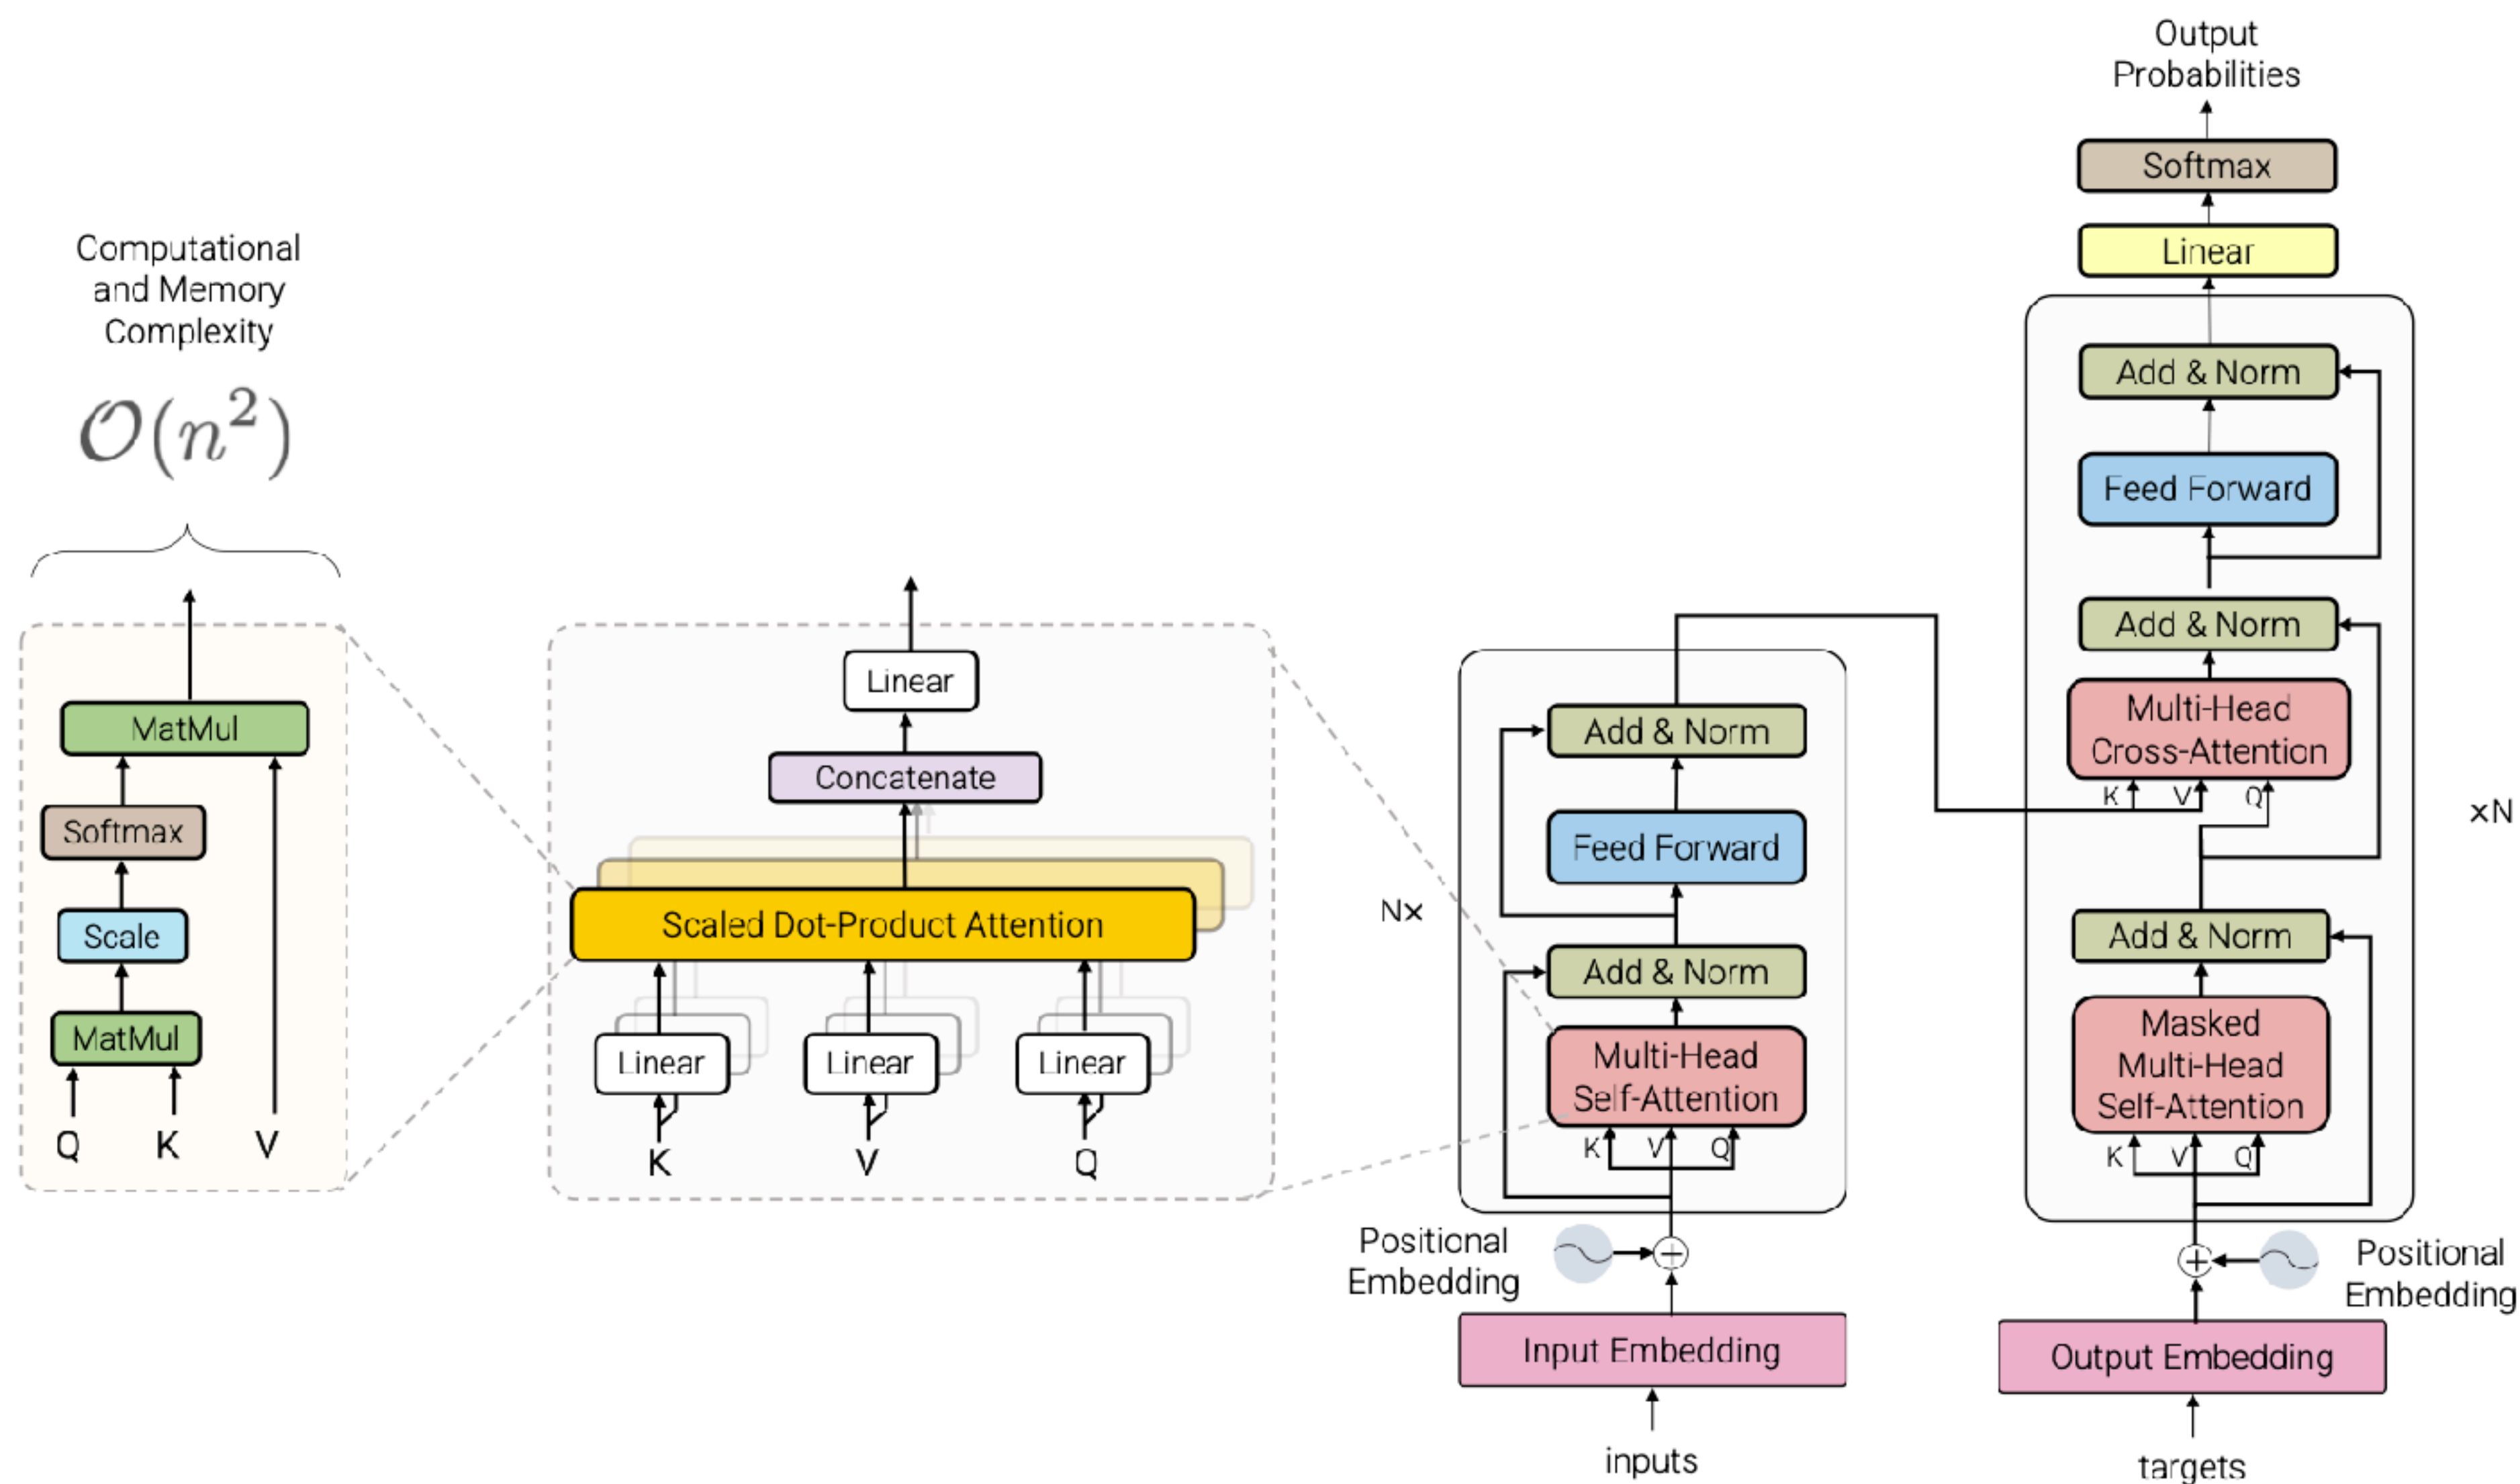 Computational
and Memory
Complexity
O(n²)
MatMul
Softmax
Scale
MatMul
Q K V
Linear
Concatenate
Scaled Dot-Product Attention
Linear Linear Linear
K V Q
Add & Norm
Feed Forward
N×
Add & Norm
Multi-Head
Self-Attention
K V Q
Positional
Embedding
Input Embedding
inputs
Output
Probabilities
Softmax
Linear
Add & Norm
Feed Forward
Add & Norm
Multi-Head
Cross-Attention
K V Q
×N
Add & Norm
Masked
Multi-Head
Self-Attention
K V Q
Positional
Embedding
Output Embedding
targets